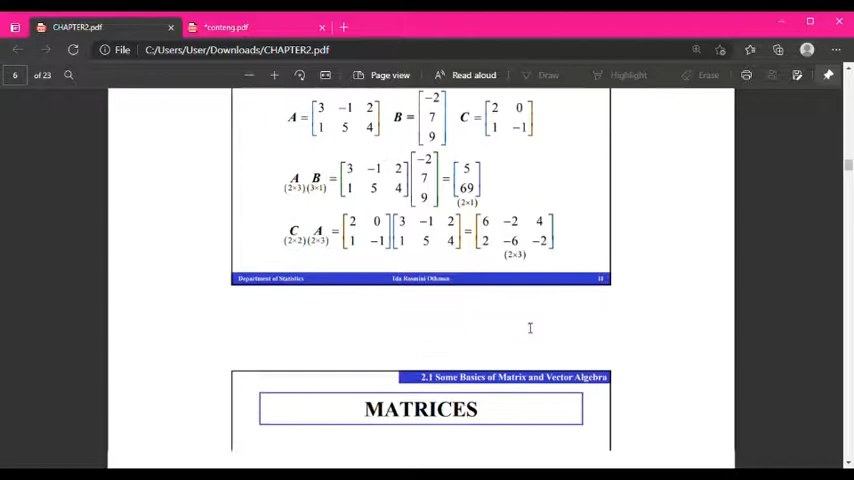 CHAPTER2.pdf
*conteng.pdf
File C:/Users/User/Downloads/CHAPTER2.pdf
6 of 23 Page view Read aloud Draw Highlight Erase
A = [3 −1 2; 1 5 4] B = [−2; 7; 9] C = [2 0; 1 −1]
A B = [3 −1 2; 1 5 4] [−2; 7; 9] = [5; 69]
(2×3)(3×1) (2×1)
C A = [2 0; 1 −1] [3 −1 2; 1 5 4] = [6 −2 4; 2 −6 −2]
(2×2)(2×3) (2×3)
Department of Statistics Ida Rosmini Othman 11
2.1 Some Basics of Matrix and Vector Algebra
MATRICES